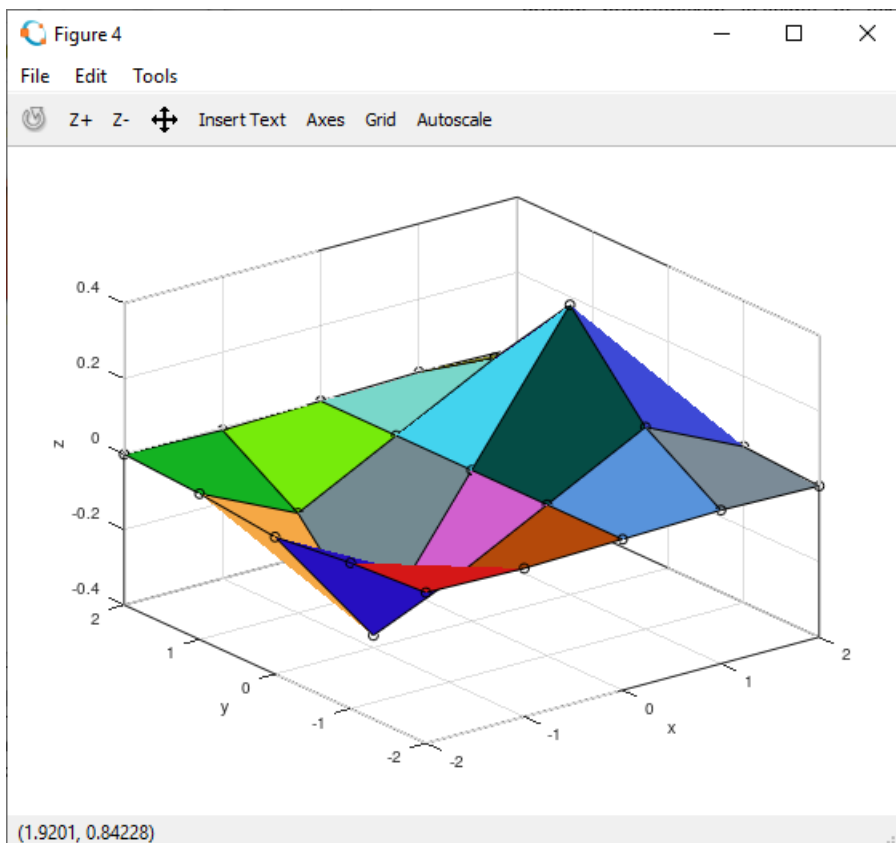 Figure 4
File Edit Tools
Z+ Z- Insert Text Axes Grid Autoscale
0.4
0.2
0
-0.2
-0.4
z
2
1
0
-1
-2
y
-2
-1
0
1
2
x
(1.9201, 0.84228)